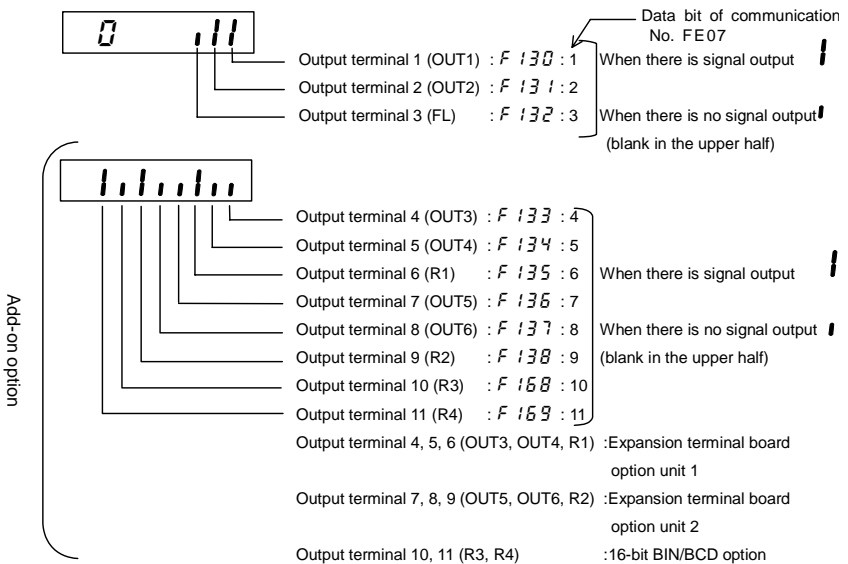 Data bit of communication
No. FE07
0 ,11
Output terminal 1 (OUT1) : F130 : 1 When there is signal output
Output terminal 2 (OUT2) : F131 : 2
Output terminal 3 (FL) : F132 : 3 When there is no signal output
(blank in the upper half)
Output terminal 4 (OUT3) : F133 : 4
Output terminal 5 (OUT4) : F134 : 5
Output terminal 6 (R1) : F135 : 6 When there is signal output
Output terminal 7 (OUT5) : F136 : 7
Output terminal 8 (OUT6) : F137 : 8 When there is no signal output
Output terminal 9 (R2) : F138 : 9 (blank in the upper half)
Output terminal 10 (R3) : F168 : 10
Output terminal 11 (R4) : F169 : 11
Output terminal 4, 5, 6 (OUT3, OUT4, R1) :Expansion terminal board
option unit 1
Output terminal 7, 8, 9 (OUT5, OUT6, R2) :Expansion terminal board
option unit 2
Output terminal 10, 11 (R3, R4) :16-bit BIN/BCD option
Add-on option